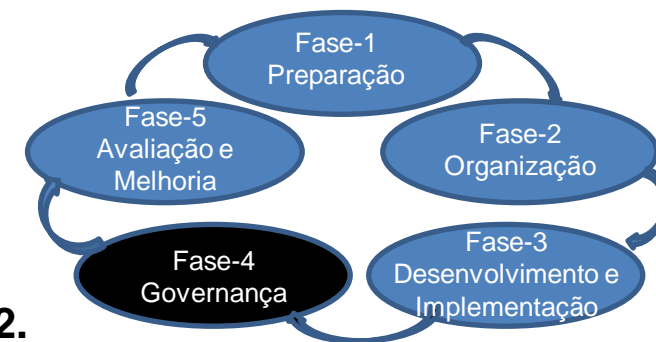 Fase-1
Preparação
Fase-2
Organização
Fase-3
Desenvolvimento e
Implementação
Fase-4
Governança
Fase-5
Avaliação e
Melhoria
2.